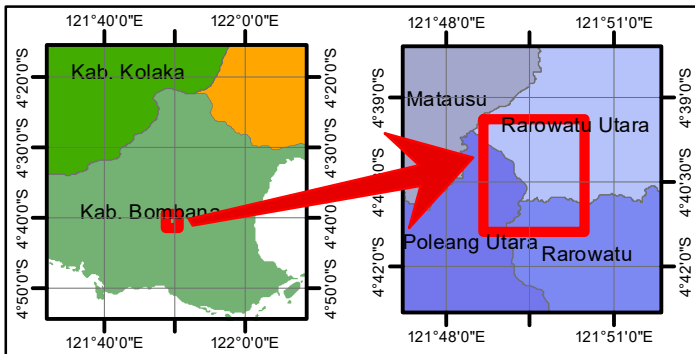 121°40'0"E 122°0'0"E
4°20'0"S 4°20'0"S
4°30'0"S 4°30'0"S
4°40'0"S 4°40'0"S
4°50'0"S 4°50'0"S
Kab. Kolaka
Kab. Bombana
121°40'0"E 122°0'0"E
121°48'0"E 121°51'0"E
4°39'0"S 4°39'0"S
4°40'30"S
4°42'0"S 4°42'0"S
Matausu
Rarowatu Utara
Poleang Utara
Rarowatu
121°48'0"E 121°51'0"E